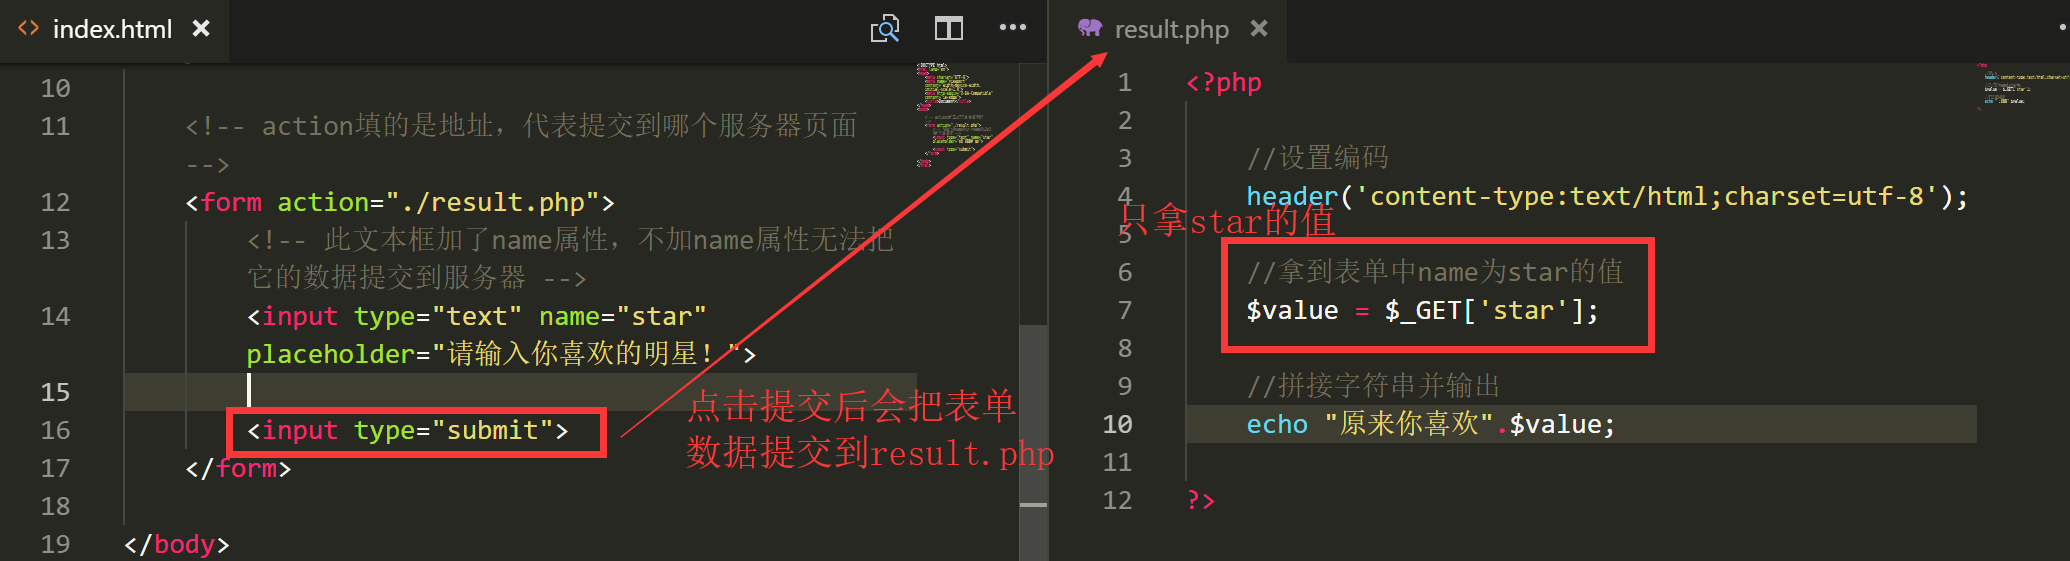 index.html
10
11 <!-- action填的是地址，代表提交到哪个服务器页面
-->
12 <form action="./result.php">
13 <!-- 此文本框加了name属性，不加name属性无法把
它的数据提交到服务器 -->
14 <input type="text" name="star"
placeholder="请输入你喜欢的明星！">
15
16 <input type="submit">
17 </form>
18
19 </body>
点击提交后会把表单
数据提交到result.php
result.php
1 <?php
2
3 //设置编码
4 header('content-type:text/html;charset=utf-8');
只拿star的值
5
6 //拿到表单中name为star的值
7 $value = $_GET['star'];
8
9 //拼接字符串并输出
10 echo "原来你喜欢".$value;
11
12 ?>